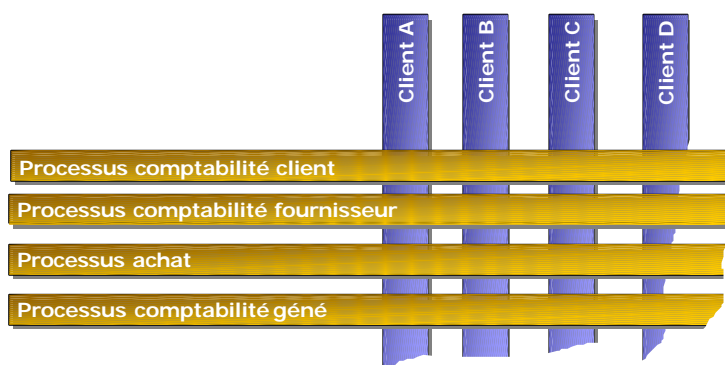 Client A
Client B
Client C
Client D
Processus comptabilité client
Processus comptabilité fournisseur
Processus achat
Processus comptabilité géné